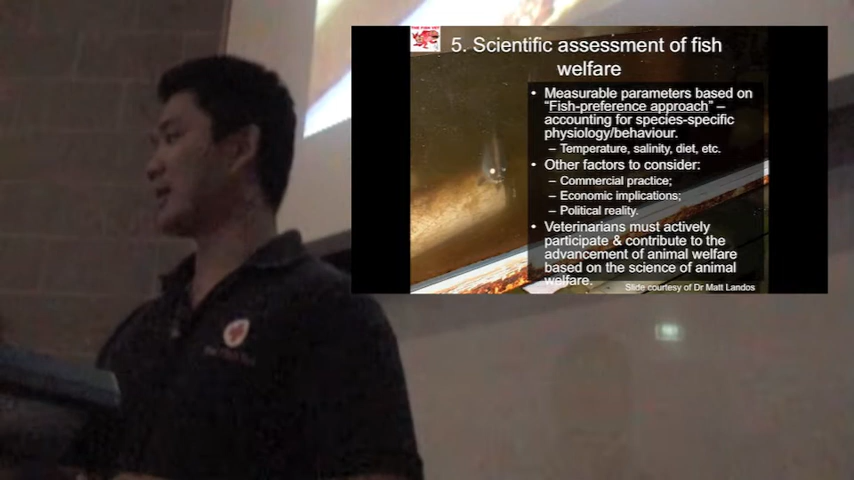 5. Scientific assessment of fish
welfare
• Measurable parameters based on
"Fish-preference approach" –
accounting for species-specific
physiology/behaviour.
– Temperature, salinity, diet, etc.
• Other factors to consider:
– Commercial practice;
– Economic implications;
– Political reality.
• Veterinarians must actively
participate & contribute to the
advancement of animal welfare
based on the science of animal
welfare.
Slide courtesy of Dr Matt Landos